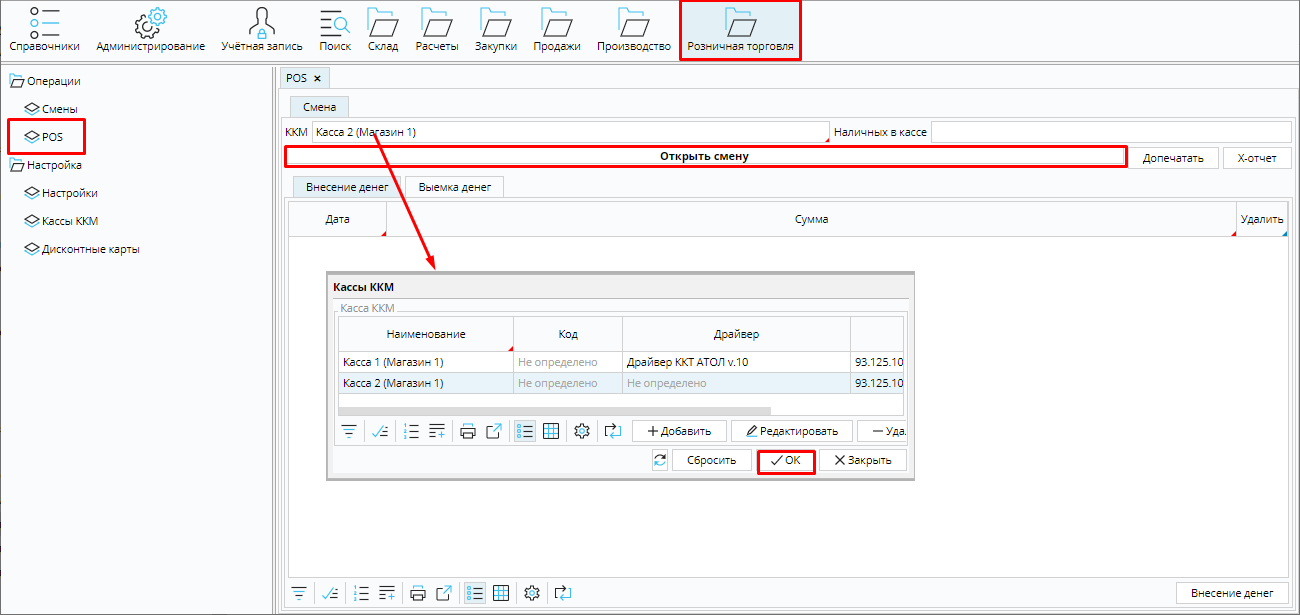 Справочники Администрирование Учётная запись Поиск Склад Расчеты Закупки Продажи Производство Розничная торговля
Операции
Смены
POS
Настройка
Настройки
Кассы ККМ
Дисконтные карты
POS ×
Смена
ККМ Касса 2 (Магазин 1) Наличных в кассе
Открыть смену Допечатать X-отчет
Внесение денег Выемка денег
Дата Сумма Удалить
Кассы ККМ
Касса ККМ
Наименование Код Драйвер
Касса 1 (Магазин 1) Не определено Драйвер ККТ АТОЛ v.10 93.125.10
Касса 2 (Магазин 1) Не определено Не определено 93.125.10
Добавить Редактировать Уда.
Сбросить OK Закрыть
Внесение денег